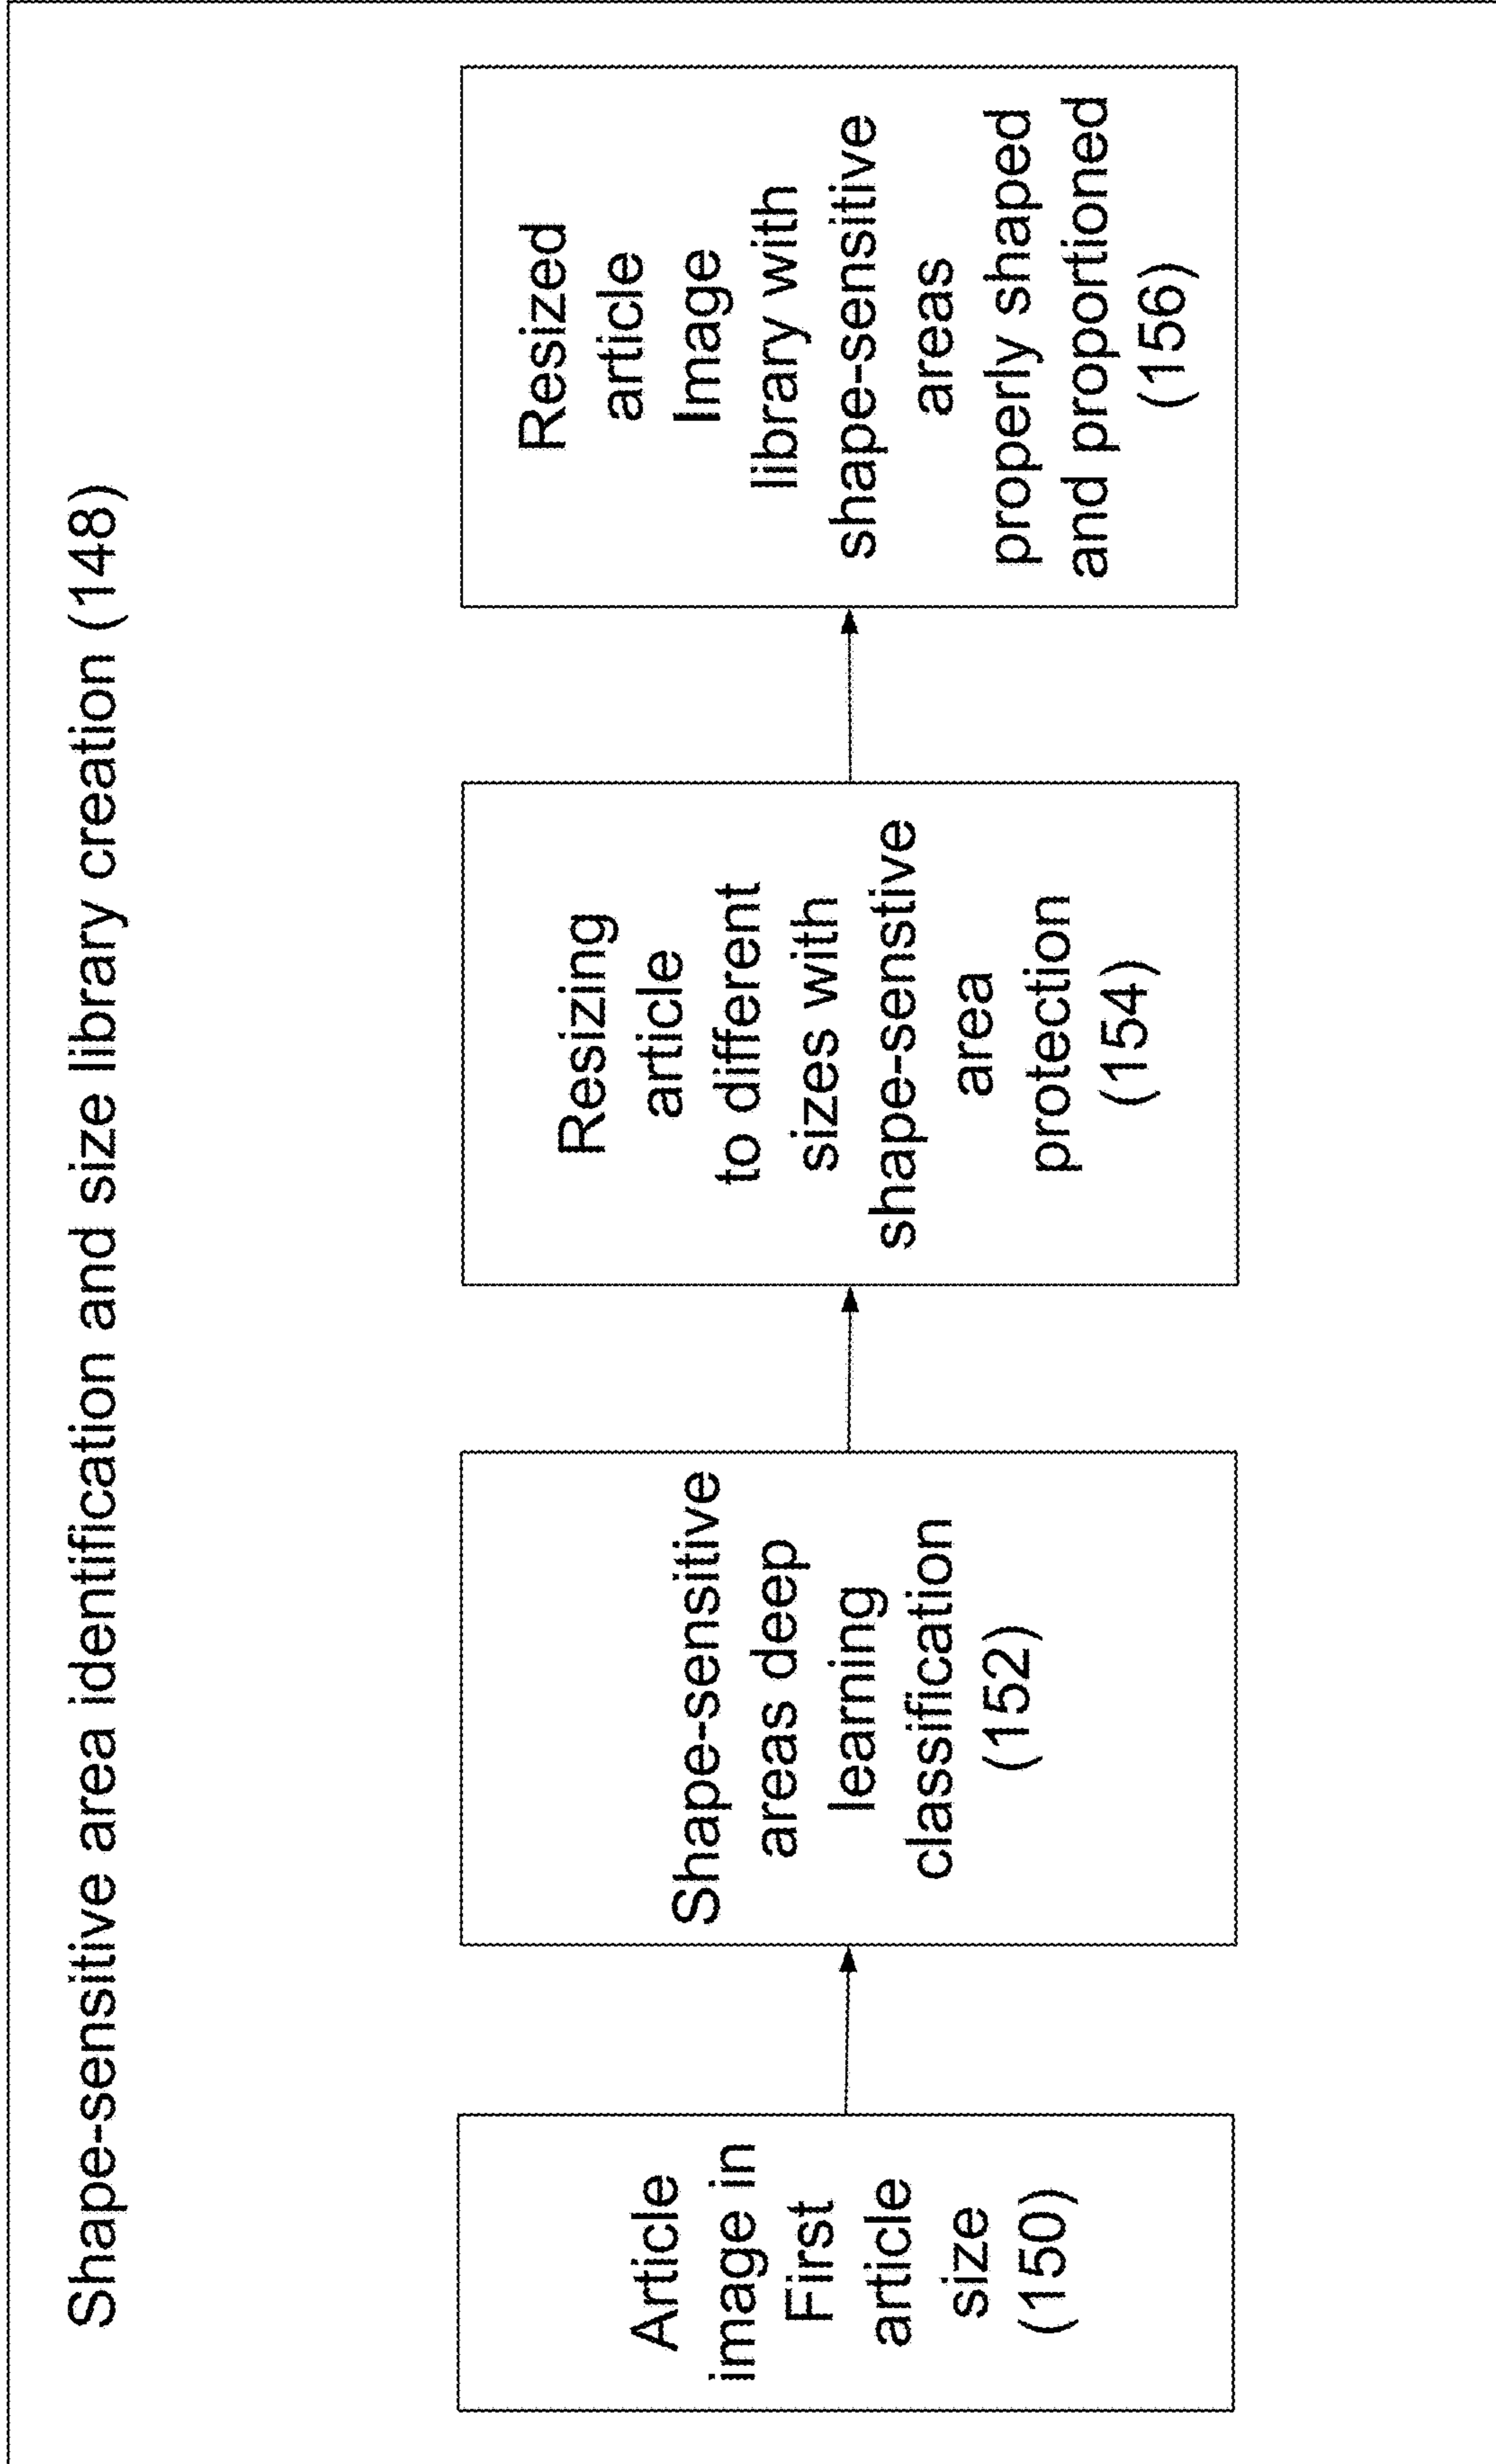 Shape-sensitive area identification and size library creation (148)
Article
image in
First
article
size
(150)
Shape-sensitive
areas deep
learning
classification
(152)
Resizing
article
to different
sizes with
shape-senstive
area
protection
(154)
Resized
article
Image
library with
shape-sensitive
areas
properly shaped
and proportioned
(156)